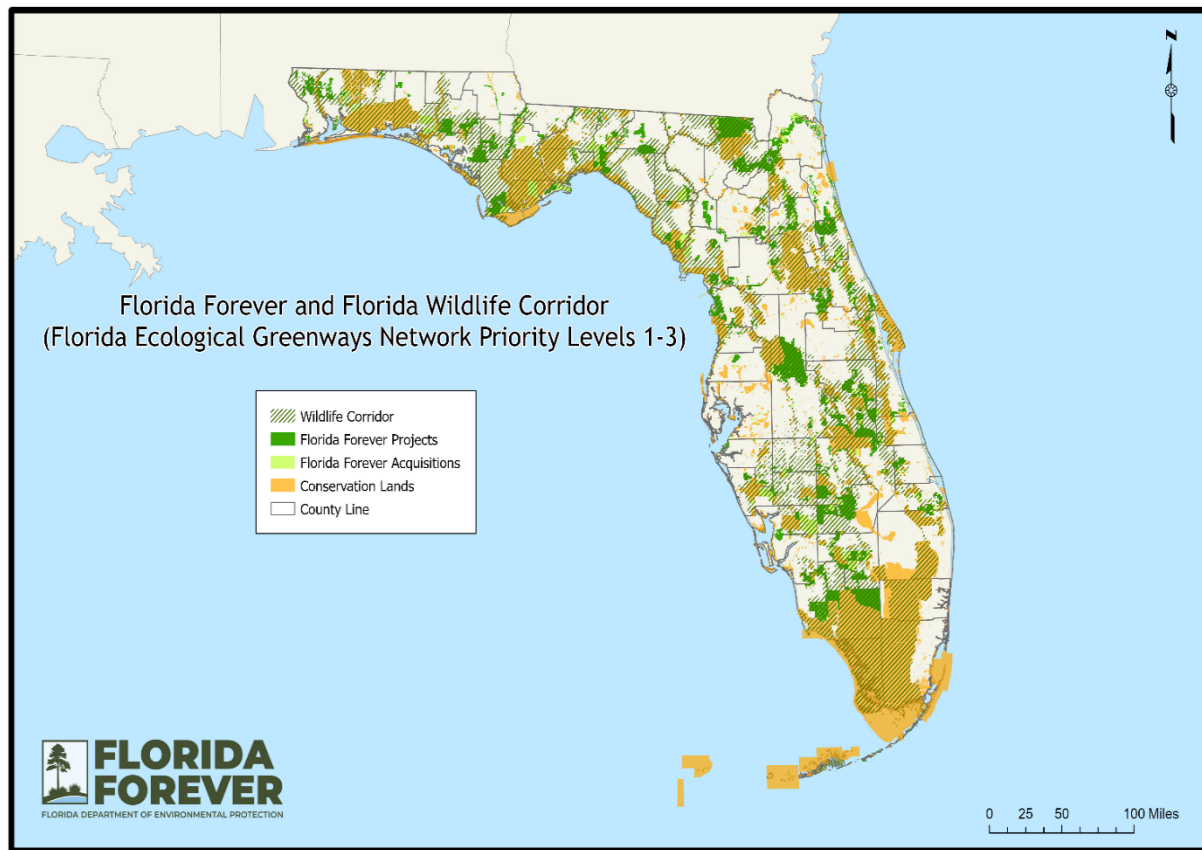 N
Florida Forever and Florida Wildlife Corridor
(Florida Ecological Greenways Network Priority Levels 1-3)
Wildlife Corridor
Florida Forever Projects
Florida Forever Acquisitions
Conservation Lands
County Line
FLORIDA
FOREVER
FLORIDA DEPARTMENT OF ENVIRONMENTAL PROTECTION
0 25 50 100 Miles